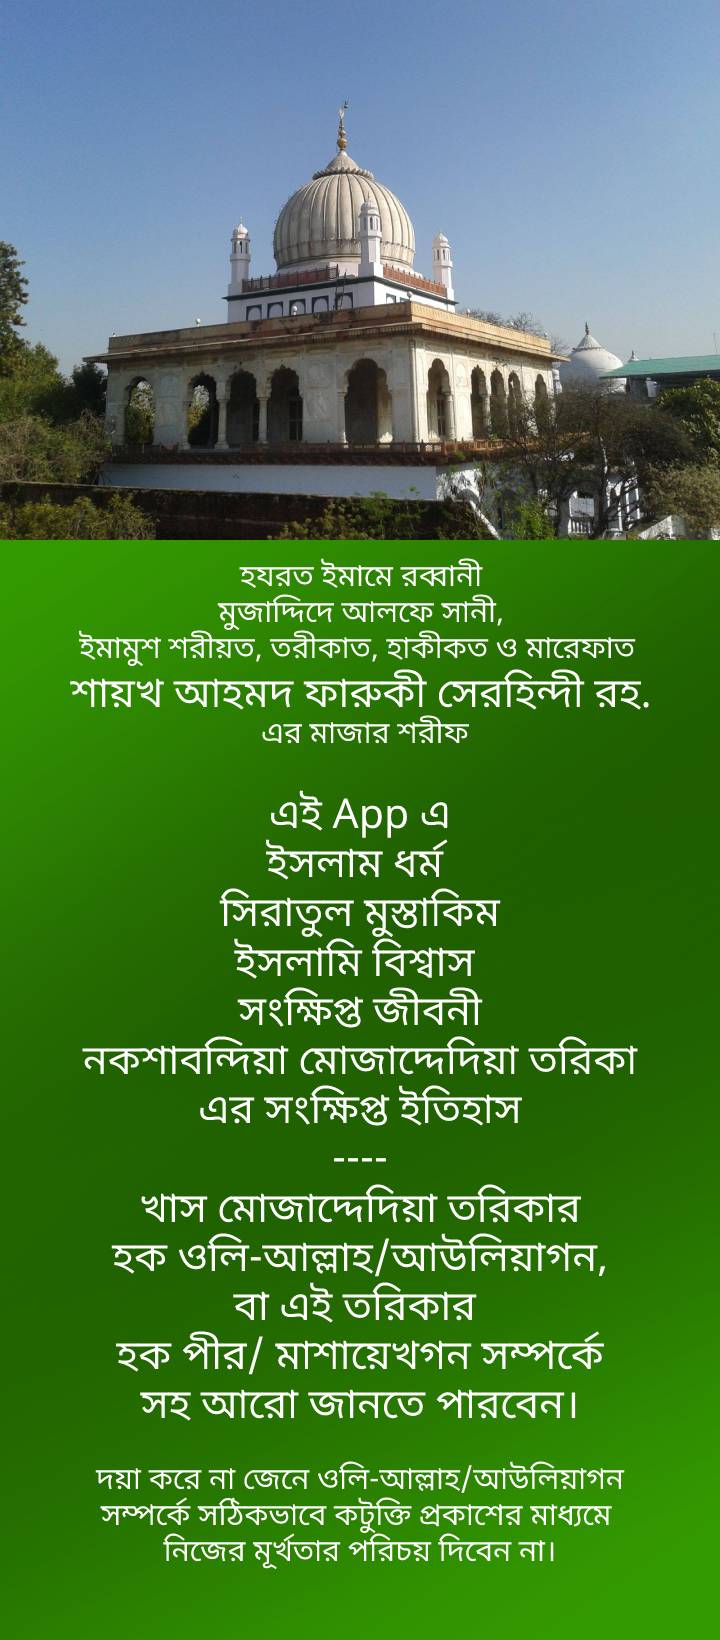 হযরত ইমামে রব্বানী
মুজাদ্দিদে আলফে সানী,
ইমামুশ শরীয়ত, তরীকাত, হাকীকত ও মারেফাত
শায়খ আহমদ ফারুকী সেরহিন্দী রহ.
এর মাজার শরীফ
এই App এ
ইসলাম ধর্ম
সিরাতুল মুস্তাকিম
ইসলামি বিশ্বাস
সংক্ষিপ্ত জীবনী
নকশাবন্দিয়া মোজাদ্দেদিয়া তরিকা
এর সংক্ষিপ্ত ইতিহাস
----
খাস মোজাদ্দেদিয়া তরিকার
হক ওলি-আল্লাহ/আউলিয়াগন,
বা এই তরিকার
হক পীর/ মাশায়েখগন সম্পর্কে
সহ আরো জানতে পারবেন।
দয়া করে না জেনে ওলি-আল্লাহ/আউলিয়াগন
সম্পর্কে সঠিকভাবে কটুক্তি প্রকাশের মাধ্যমে
নিজের মূর্খতার পরিচয় দিবেন না।